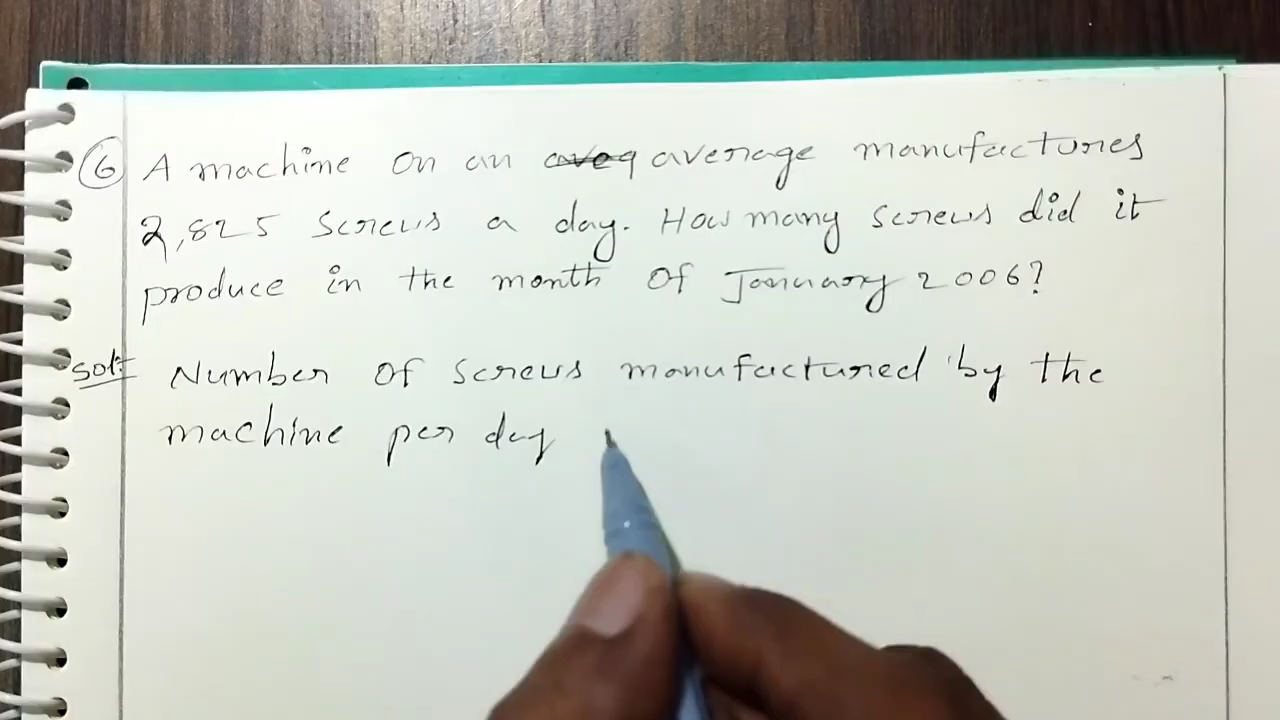 6 A machine on an aveq average manufactures
2,825 screws a day. How many screws did it
produce in the month of January 2006?
Sol: Number of screws manufactured by the
machine per day